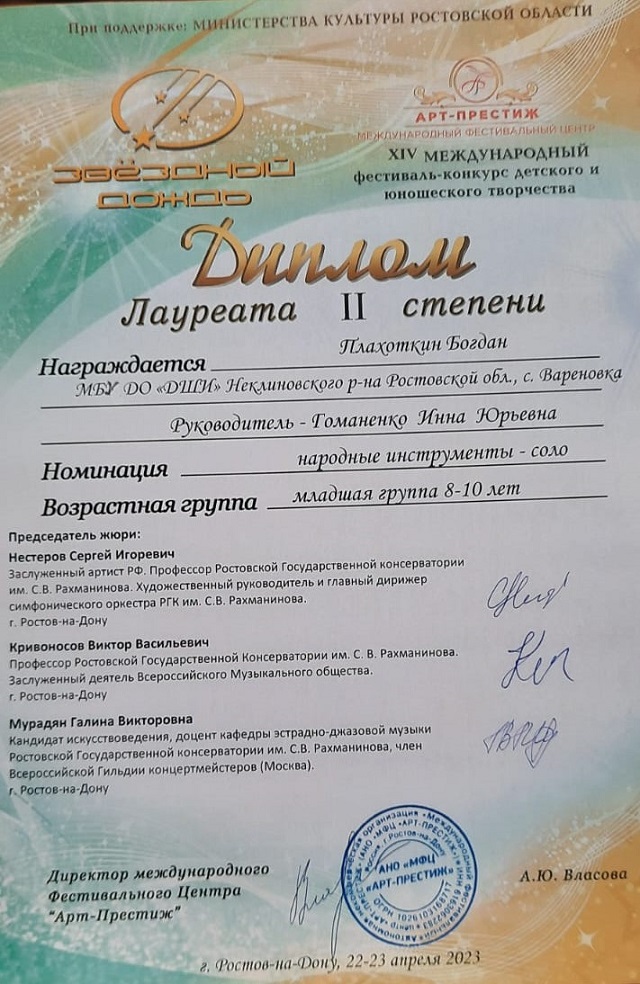 При поддержке: МИНИСТЕРСТВА КУЛЬТУРЫ РОСТОВСКОЙ ОБЛАСТИ
ЗВЁЗДНЫЙ
ДОЖДЬ
АРТ-ПРЕСТИЖ
МЕЖДУНАРОДНЫЙ ФЕСТИВАЛЬНЫЙ ЦЕНТР
XIV МЕЖДУНАРОДНЫЙ
фестиваль-конкурс детского и
юношеского творчества
Диплом
Лауреата II степени
Награждается Плахоткин Богдан
МБУ ДО «ДШИ» Неклиновского р-на Ростовской обл., с. Вареновка
Руководитель - Гоманенко Инна Юрьевна
Номинация народные инструменты - соло
Возрастная группа младшая группа 8-10 лет
Председатель жюри:
Нестеров Сергей Игоревич
Заслуженный артист РФ. Профессор Ростовской Государственной консерватории
им. С.В. Рахманинова. Художественный руководитель и главный дирижер
симфонического оркестра РГК им. С.В. Рахманинова.
г. Ростов-на-Дону
Кривоносов Виктор Васильевич
Профессор Ростовской Государственной Консерватории им. С. В. Рахманинова.
Заслуженный деятель Всероссийского Музыкального общества.
г. Ростов-на-Дону
Мурадян Галина Викторовна
Кандидат искусствоведения, доцент кафедры эстрадно-джазовой музыки
Ростовской Государственной консерватории им. С.В. Рахманинова, член
Всероссийской Гильдии концертмейстеров (Москва).
г. Ростов-на-Дону
Директор международного
Фестивального Центра
"Арт-Престиж"
АНО «МФЦ
«АРТ-ПРЕСТИЖ»
А.Ю. Власова
г. Ростов-на-Дону, 22-23 апреля 2023